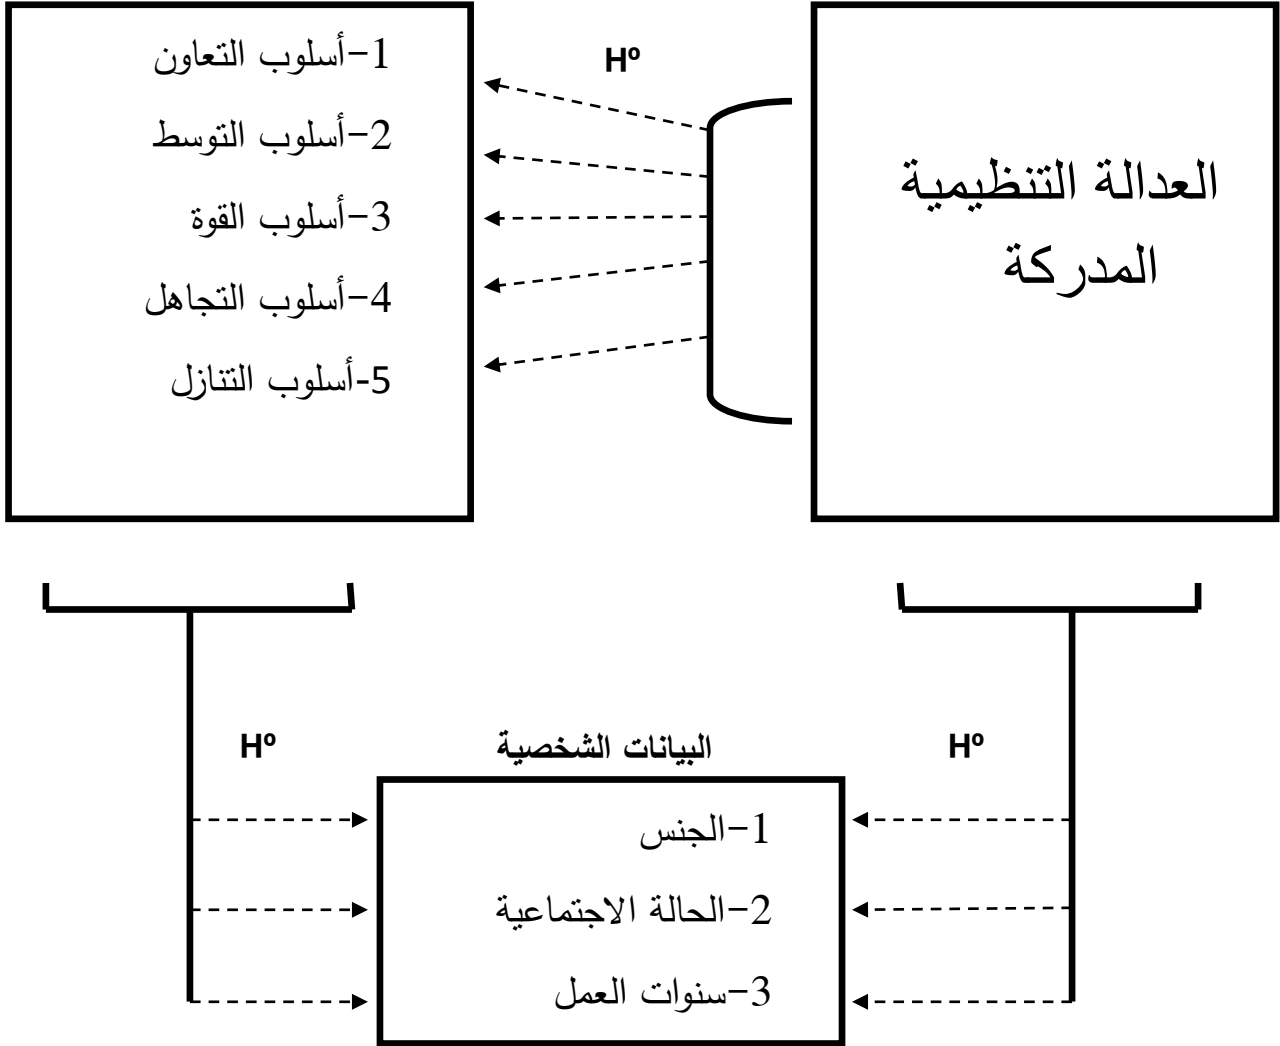 العدالة التنظيمية
المدركة
Hº
1-أسلوب التعاون
2-أسلوب التوسط
3-أسلوب القوة
4-أسلوب التجاهل
5-أسلوب التنازل
Hº
البيانات الشخصية
Hº
1-الجنس
2-الحالة الاجتماعية
3-سنوات العمل